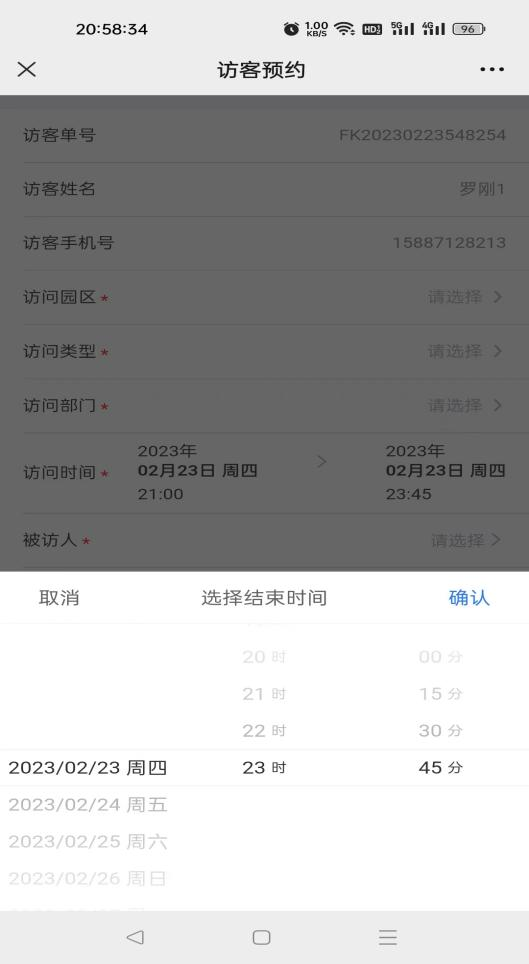 20:58:34 1.00 KB/S HD 5G 4G 96
访客预约
访客单号 FK20230223548254
访客姓名 罗刚1
访客手机号 15887128213
访问园区* 请选择
访问类型* 请选择
访问部门* 请选择
2023年 2023年
访问时间* 02月23日 周四 02月23日 周四
21:00 23:45
被访人* 请选择
取消 选择结束时间 确认
20 时 00 分
21 时 15 分
22 时 30 分
2023/02/23 周四 23 时 45 分
2023/02/24 周五
2023/02/25 周六
2023/02/26 周日